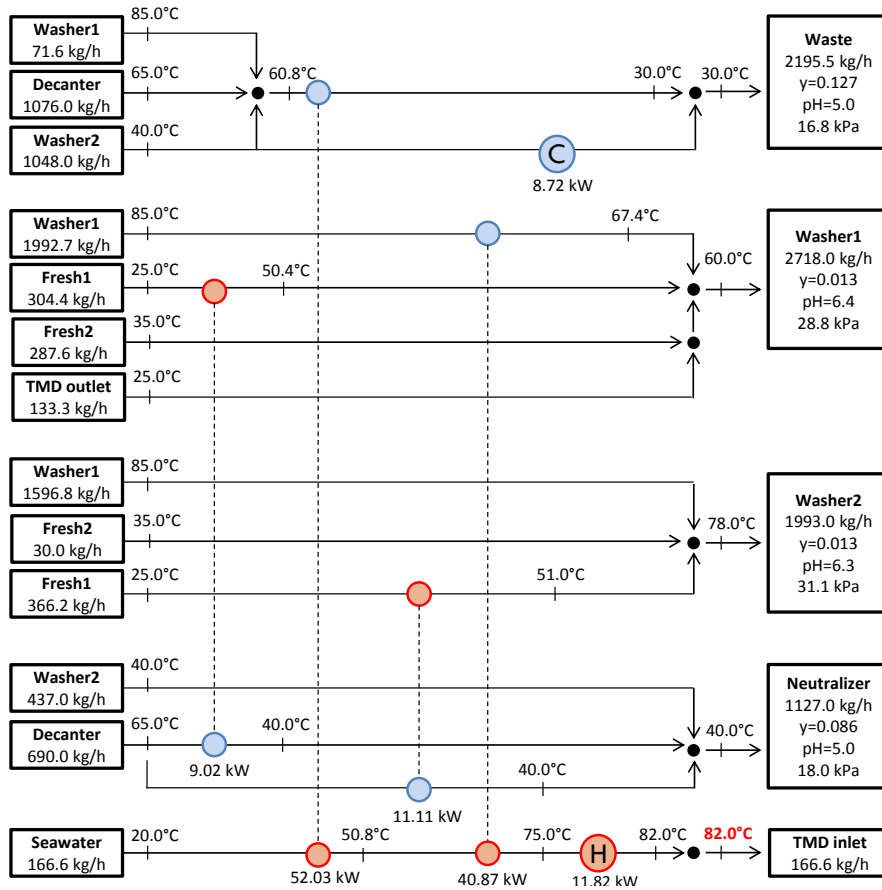 85.0°C
Washer1
71.6 kg/h
65.0°C
60.8°C
30.0°C
30.0°C
Decanter
1076.0 kg/h
40.0°C
Washer2
1048.0 kg/h
C
8.72 kW
Waste
2195.5 kg/h
y=0.127
pH=5.0
16.8 kPa
85.0°C
67.4°C
Washer1
1992.7 kg/h
25.0°C
50.4°C
60.0°C
Fresh1
304.4 kg/h
35.0°C
Fresh2
287.6 kg/h
25.0°C
TMD outlet
133.3 kg/h
Washer1
2718.0 kg/h
y=0.013
pH=6.4
28.8 kPa
85.0°C
Washer1
1596.8 kg/h
35.0°C
78.0°C
Fresh2
30.0 kg/h
25.0°C
51.0°C
Fresh1
366.2 kg/h
Washer2
1993.0 kg/h
y=0.013
pH=6.3
31.1 kPa
40.0°C
Washer2
437.0 kg/h
65.0°C
40.0°C
40.0°C
Decanter
690.0 kg/h
9.02 kW
40.0°C
11.11 kW
Neutralizer
1127.0 kg/h
y=0.086
pH=5.0
18.0 kPa
20.0°C
50.8°C
75.0°C
82.0°C
82.0°C
Seawater
166.6 kg/h
H
52.03 kW
40.87 kW
11.82 kW
TMD inlet
166.6 kg/h